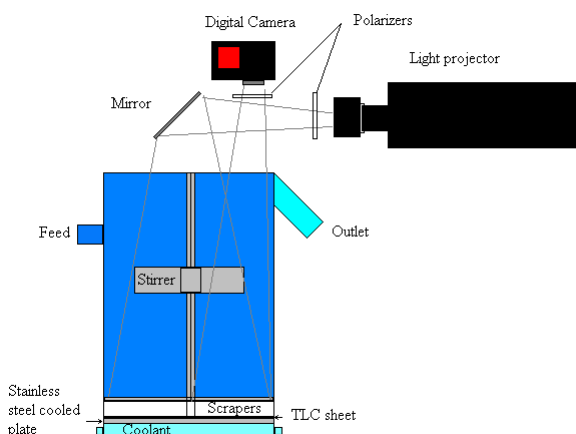 Digital Camera
Polarizers
Light projector
Mirror
Feed
Outlet
Stirrer
Stainless
steel cooled
plate
Scrapers
TLC sheet
Coolant